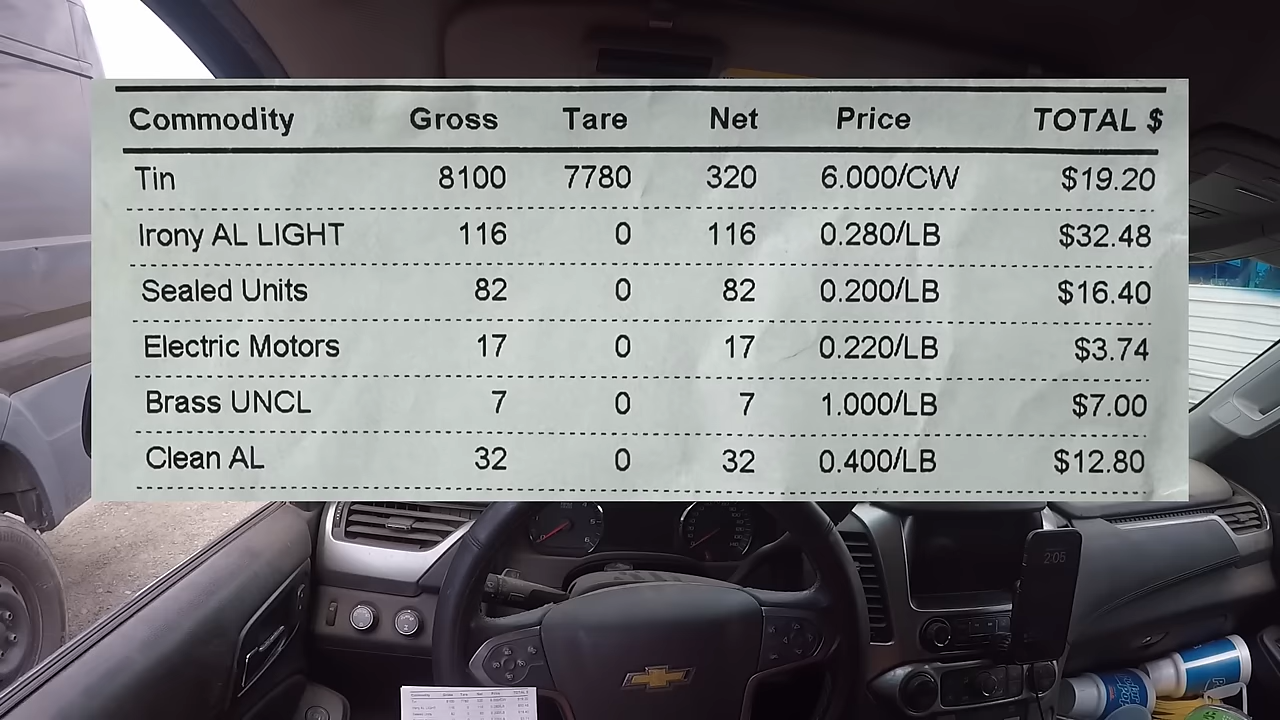 Commodity Gross Tare Net Price TOTAL $
Tin 8100 7780 320 6.000/CW $19.20
Irony AL LIGHT 116 0 116 0.280/LB $32.48
Sealed Units 82 0 82 0.200/LB $16.40
Electric Motors 17 0 17 0.220/LB $3.74
Brass UNCL 7 0 7 1.000/LB $7.00
Clean AL 32 0 32 0.400/LB $12.80
2:05